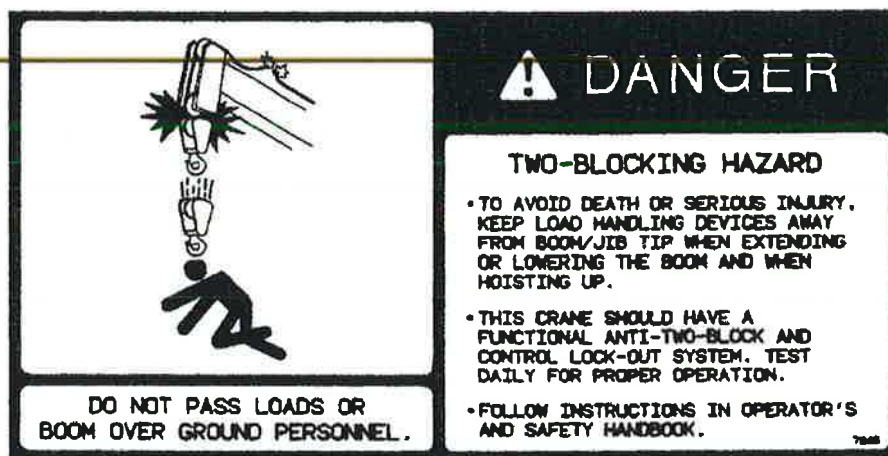 DANGER
TWO-BLOCKING HAZARD
•TO AVOID DEATH OR SERIOUS INJURY,
KEEP LOAD HANDLING DEVICES AWAY
FROM BOOM/JIB TIP WHEN EXTENDING
OR LOWERING THE BOOM AND WHEN
HOISTING UP.
•THIS CRANE SHOULD HAVE A
FUNCTIONAL ANTI-TWO-BLOCK AND
CONTROL LOCK-OUT SYSTEM. TEST
DAILY FOR PROPER OPERATION.
•FOLLOW INSTRUCTIONS IN OPERATOR'S
AND SAFETY HANDBOOK.
DO NOT PASS LOADS OR
BOOM OVER GROUND PERSONNEL.